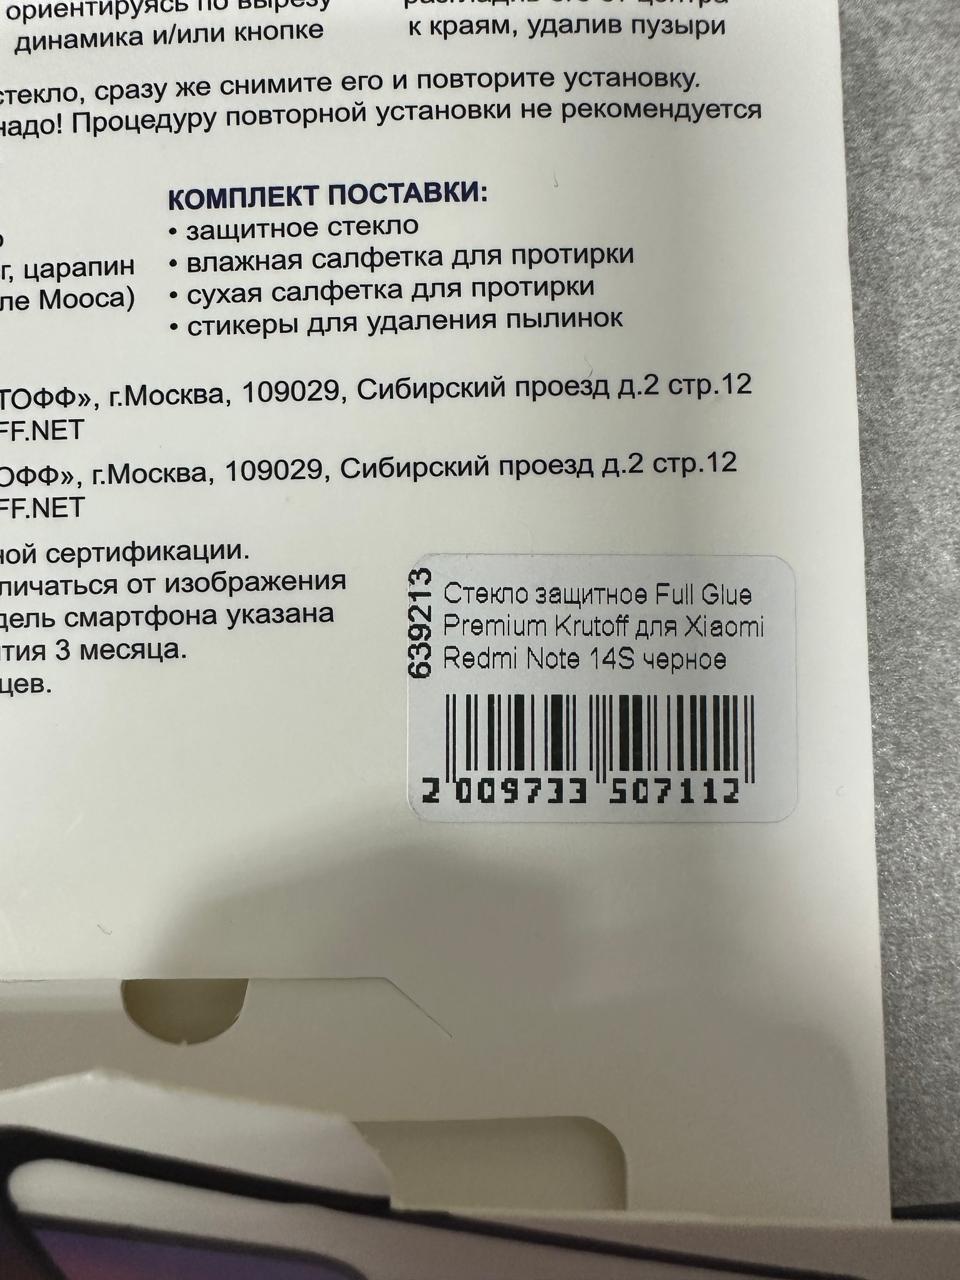 ориентируясь по вырезу
динамика и/или кнопке
к краям, удалив пузыри
стекло, сразу же снимите его и повторите установку.
надо! Процедуру повторной установки не рекомендуется
КОМПЛЕКТ ПОСТАВКИ:
• защитное стекло
• влажная салфетка для протирки
• сухая салфетка для протирки
• стикеры для удаления пылинок
г, царапин
ле Мооса)
ТОФФ», г.Москва, 109029, Сибирский проезд д.2 стр.12
FF.NET
ОФФ», г.Москва, 109029, Сибирский проезд д.2 стр.12
FF.NET
ной сертификации.
личаться от изображения
дель смартфона указана
тия 3 месяца.
цев.
639213
Стекло защитное Full Glue
Premium Krutoff для Xiaomi
Redmi Note 14S черное
2 009733 507112